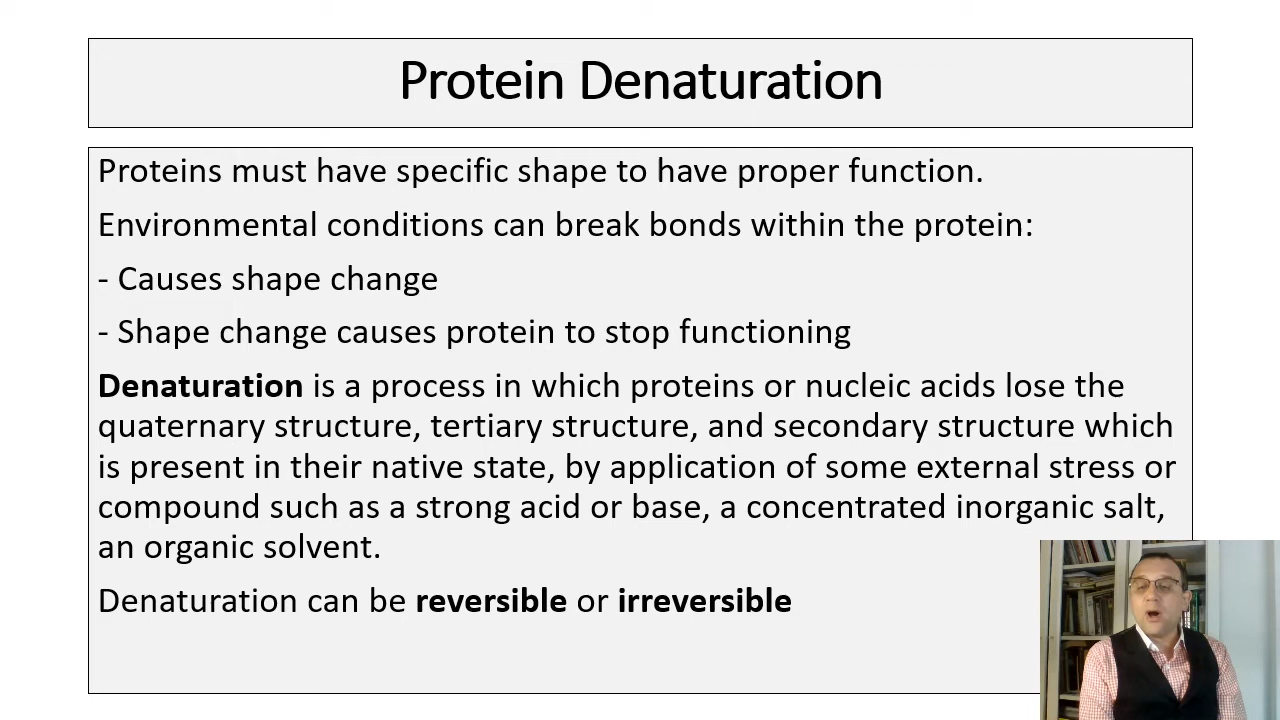 Protein Denaturation
Proteins must have specific shape to have proper function.
Environmental conditions can break bonds within the protein:
- Causes shape change
- Shape change causes protein to stop functioning
Denaturation is a process in which proteins or nucleic acids lose the
quaternary structure, tertiary structure, and secondary structure which
is present in their native state, by application of some external stress or
compound such as a strong acid or base, a concentrated inorganic salt,
an organic solvent.
Denaturation can be reversible or irreversible